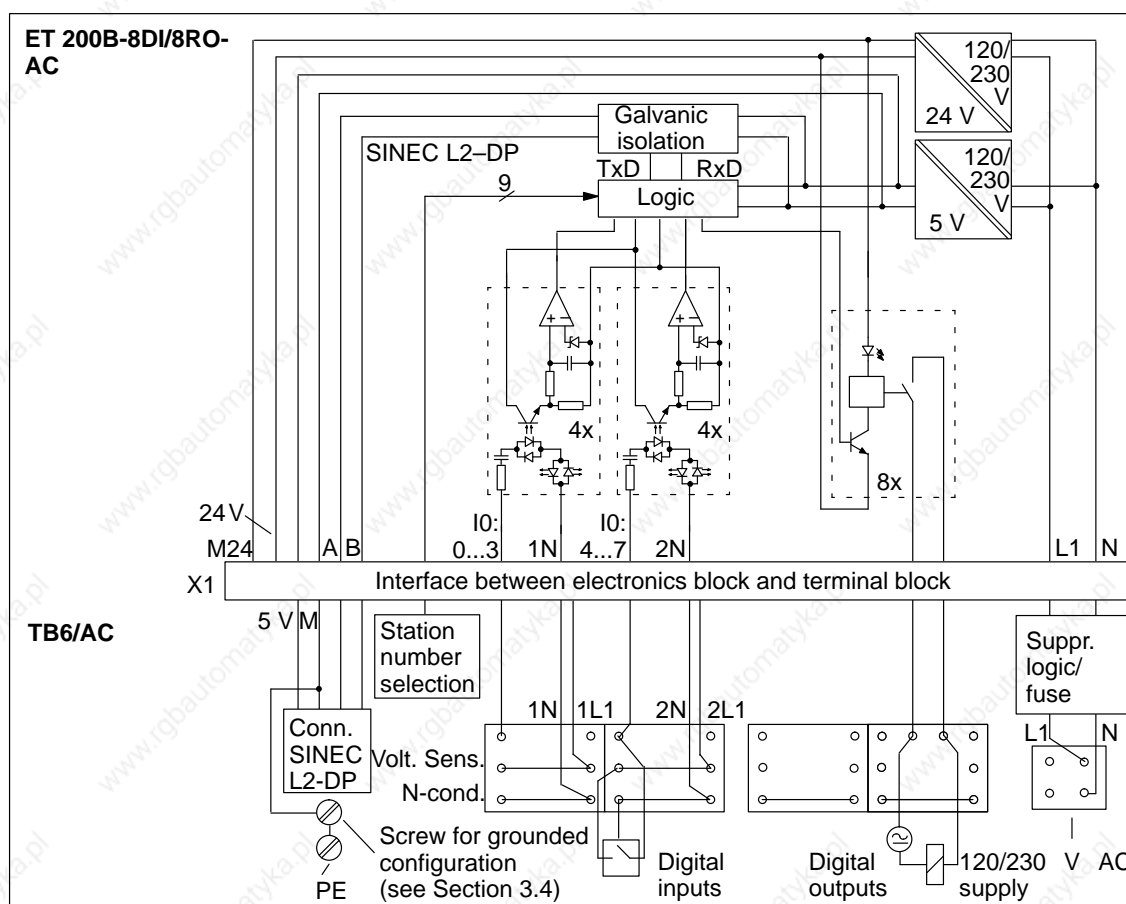 ET 200B-8DI/8RO-
AC
120/
230
V
24 V
Galvanic
isolation
SINEC L2–DP
TxD
RxD
9
Logic
120/
230
V
5 V
4x
4x
8x
24 V
M24
A
B
I0:
0...3
1N
I0:
4...7
2N
L1
N
X1
Interface between electronics block and terminal block
5 V
M
TB6/AC
Station
number
selection
Suppr.
logic/
fuse
1N
1L1
2N
2L1
L1
N
Conn.
SINEC
L2-DP
Volt. Sens.
N-cond.
Screw for grounded
configuration
(see Section 3.4)
PE
Digital
inputs
Digital
outputs
120/230
supply
V
AC
www.rgbautomatyka.pl